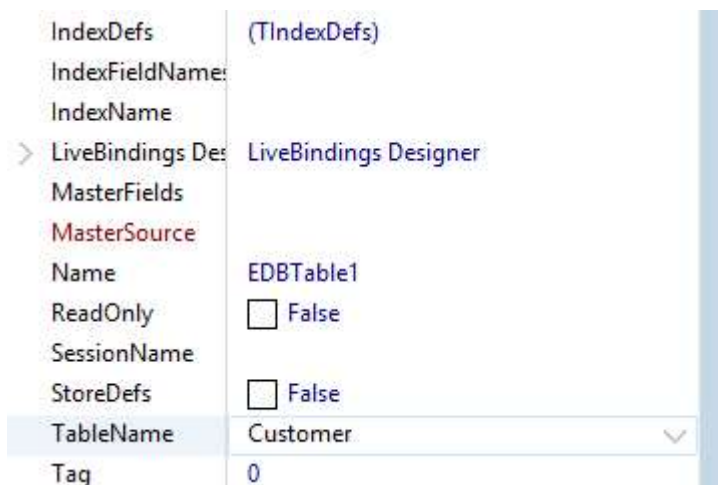 IndexDefs (TIndexDefs)
IndexFieldNames
IndexName
LiveBindings Des LiveBindings Designer
MasterFields
MasterSource
Name EDBTable1
ReadOnly False
SessionName
StoreDefs False
TableName Customer
Tag 0